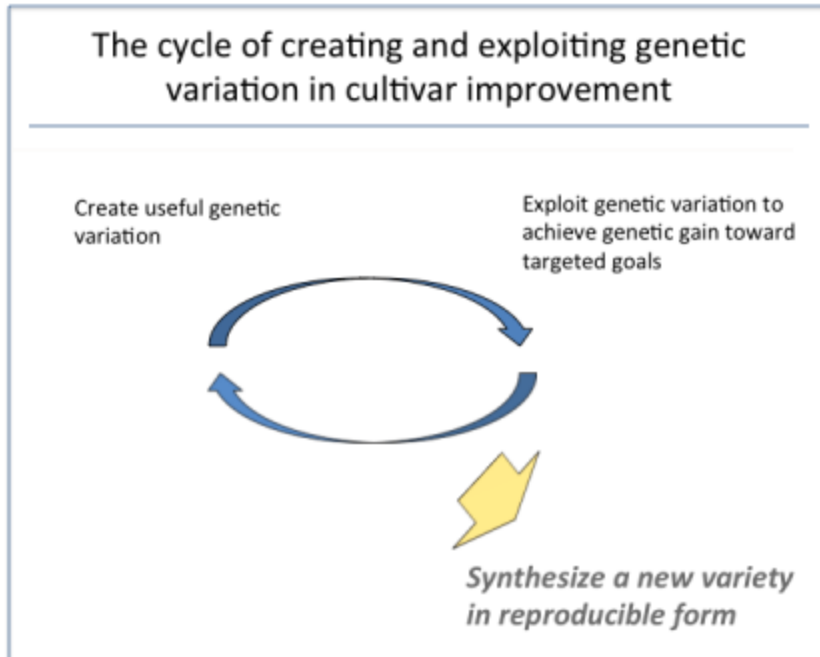 The cycle of creating and exploiting genetic
variation in cultivar improvement
Create useful genetic
variation
Exploit genetic variation to
achieve genetic gain toward
targeted goals
Synthesize a new variety
in reproducible form